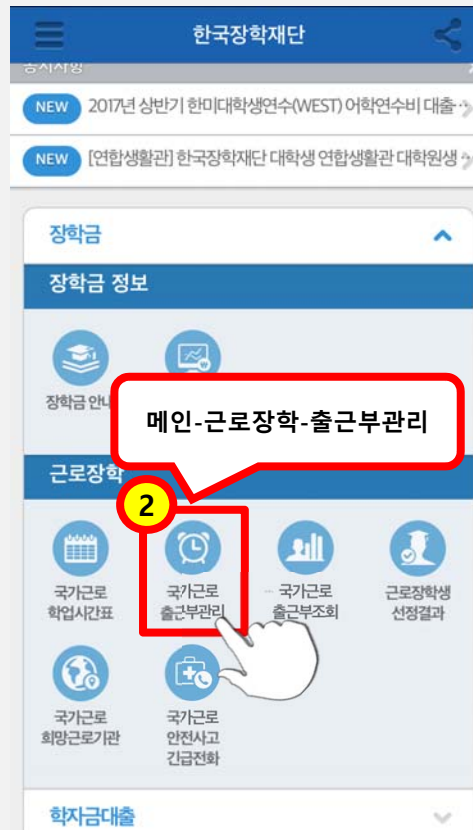 한국장학재단
공지사항
NEW 2017년 상반기 한미대학생연수(WEST) 어학연수비 대출··
NEW [연합생활관] 한국장학재단 대학생 연합생활관 대학원생
장학금
장학금 정보
장학금 안내
메인-근로장학-출근부관리
근로장학
2
국가근로
학업시간표
국가근로
출근부관리
국가근로
출근부조회
근로장학생
선정결과
국가근로
희망근로기관
국가근로
안전사고
긴급전화
학자금대출